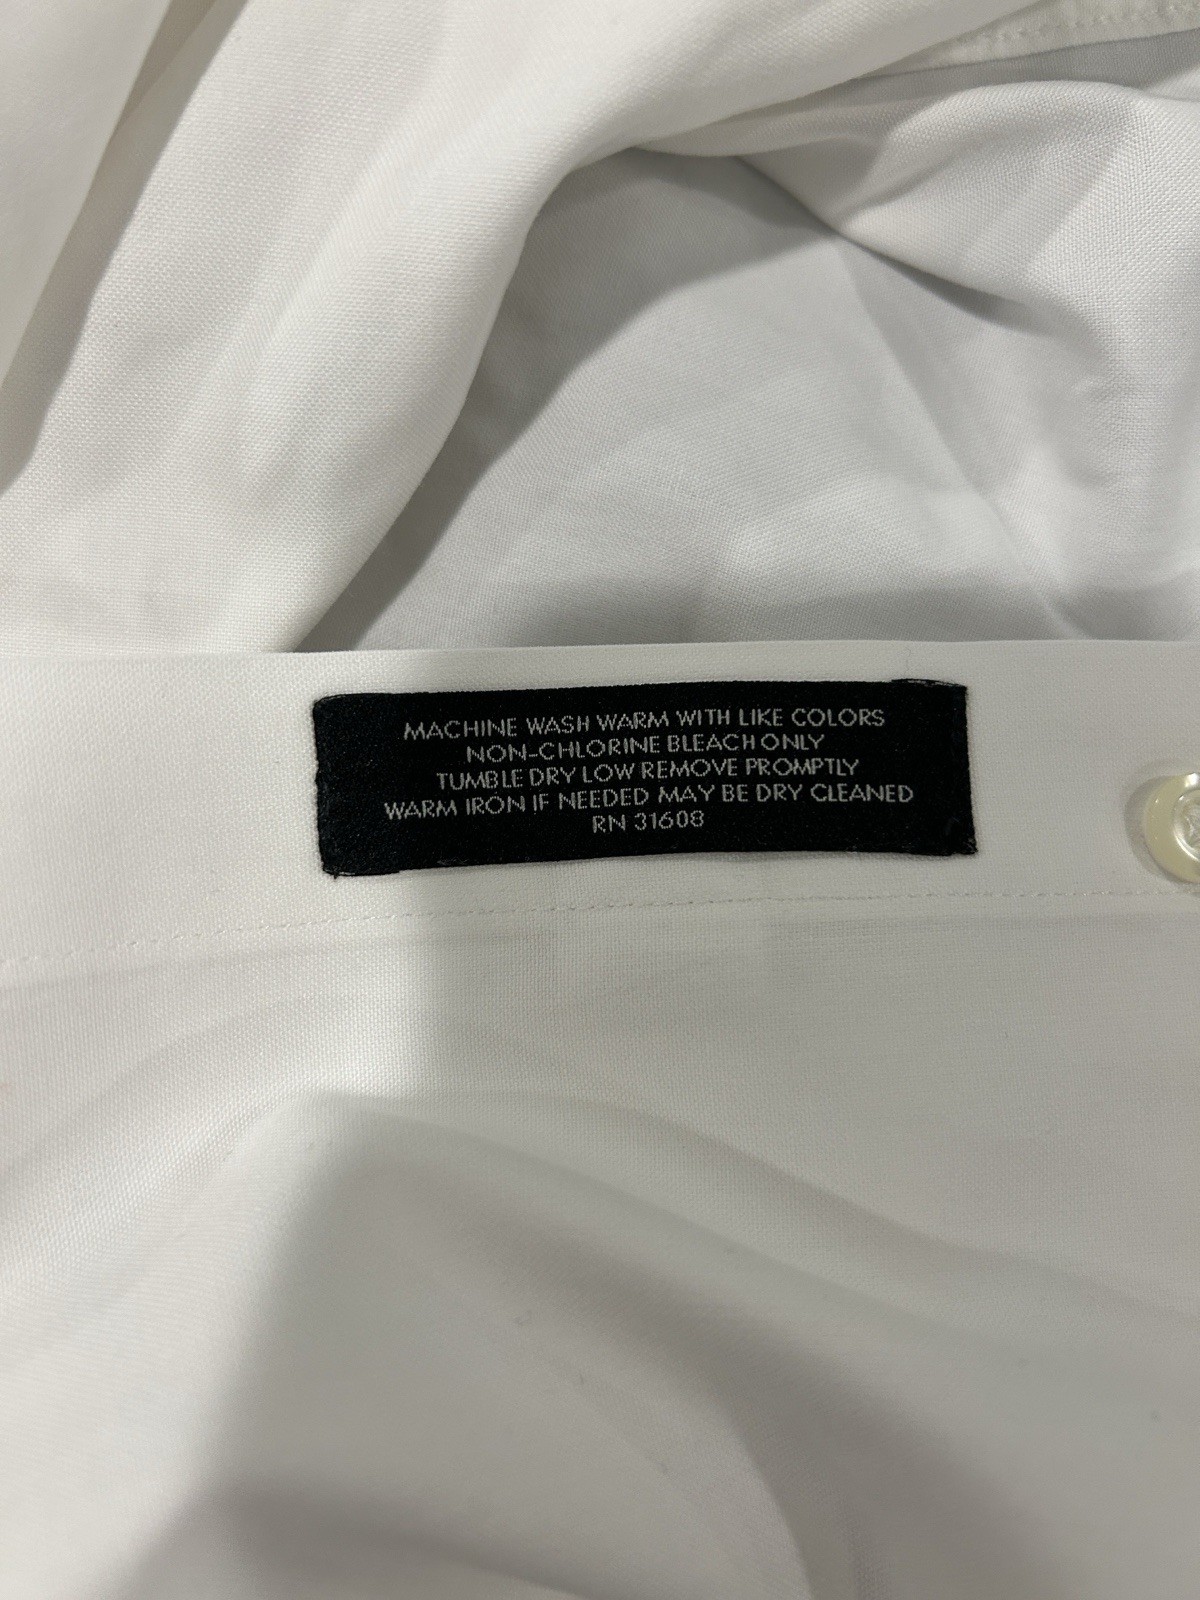 MACHINE WASH WARM WITH LIKE COLORS
NON-CHLORINE BLEACH ONLY
TUMBLE DRY LOW REMOVE PROMPTLY
WARM IRON IF NEEDED MAY BE DRY CLEANED
RN 31608